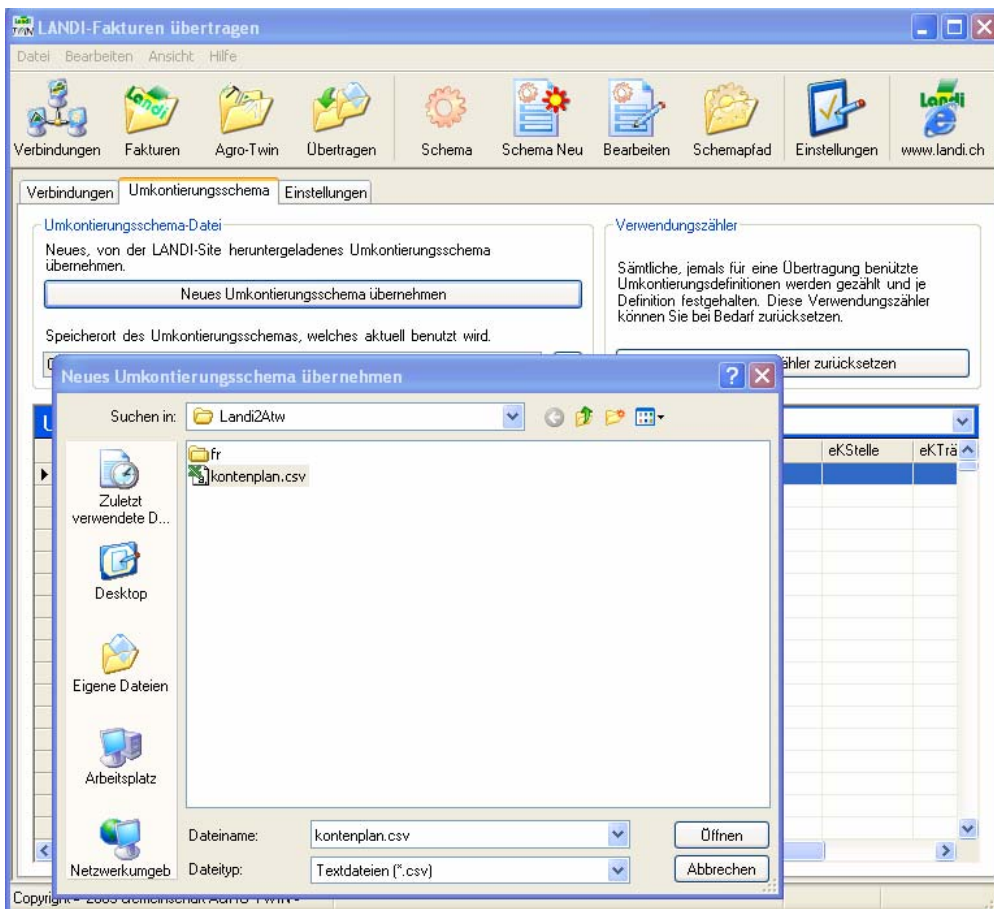 LANDI-Fakturen übertragen
Datei Bearbeiten Ansicht Hilfe
Verbindungen Fakturen Agro-Twin Übertragen Schema Schema Neu Bearbeiten Schemapfad Einstellungen www.landi.ch
Verbindungen Umkontierungsschema Einstellungen
Umkontierungsschema-Datei
Neues, von der LANDI-Site heruntergeladenes Umkontierungsschema
übernehmen.
Neues Umkontierungsschema übernehmen
Speicherort des Umkontierungsschemas, welches aktuell benutzt wird.
Verwendungszähler
Sämtliche, jemals für eine Übertragung benützte
Umkontierungsdefinitionen werden gezählt und je
Definition festgehalten. Diese Verwendungszähler
können Sie bei Bedarf zurücksetzen.
ähler zurücksetzen
eKStelle eKTrä
Neues Umkontierungsschema übernehmen
Suchen in: Landi2Atw
fr
kontenplan.csv
Zuletzt
verwendete D...
Desktop
Eigene Dateien
Arbeitsplatz
Netzwerkumgeb
Dateiname: kontenplan.csv Öffnen
Dateityp: Textdateien (*.csv) Abbrechen